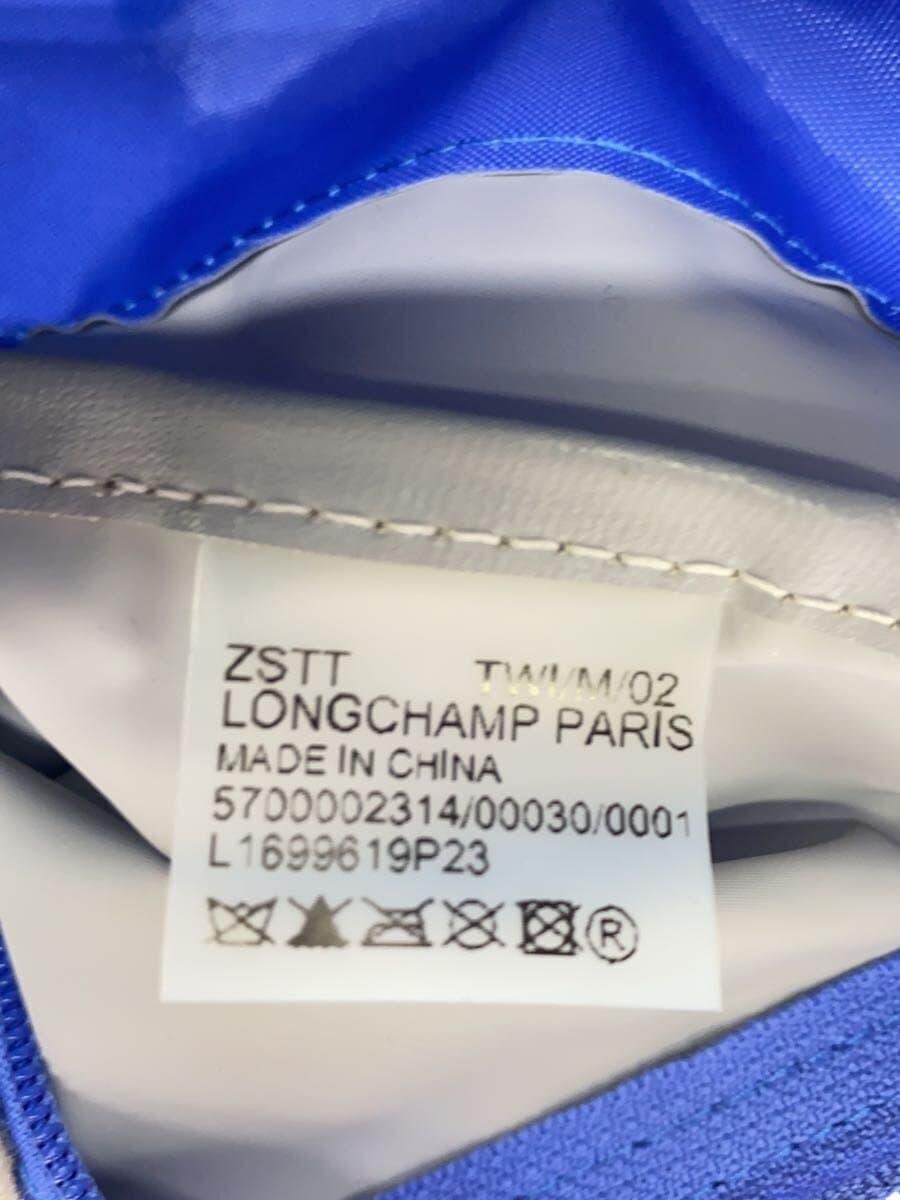 ZSTT TWI/M/02
LONGCHAMP PARIS
MADE IN CHINA
5700002314/00030/0001
L1699619P23
®